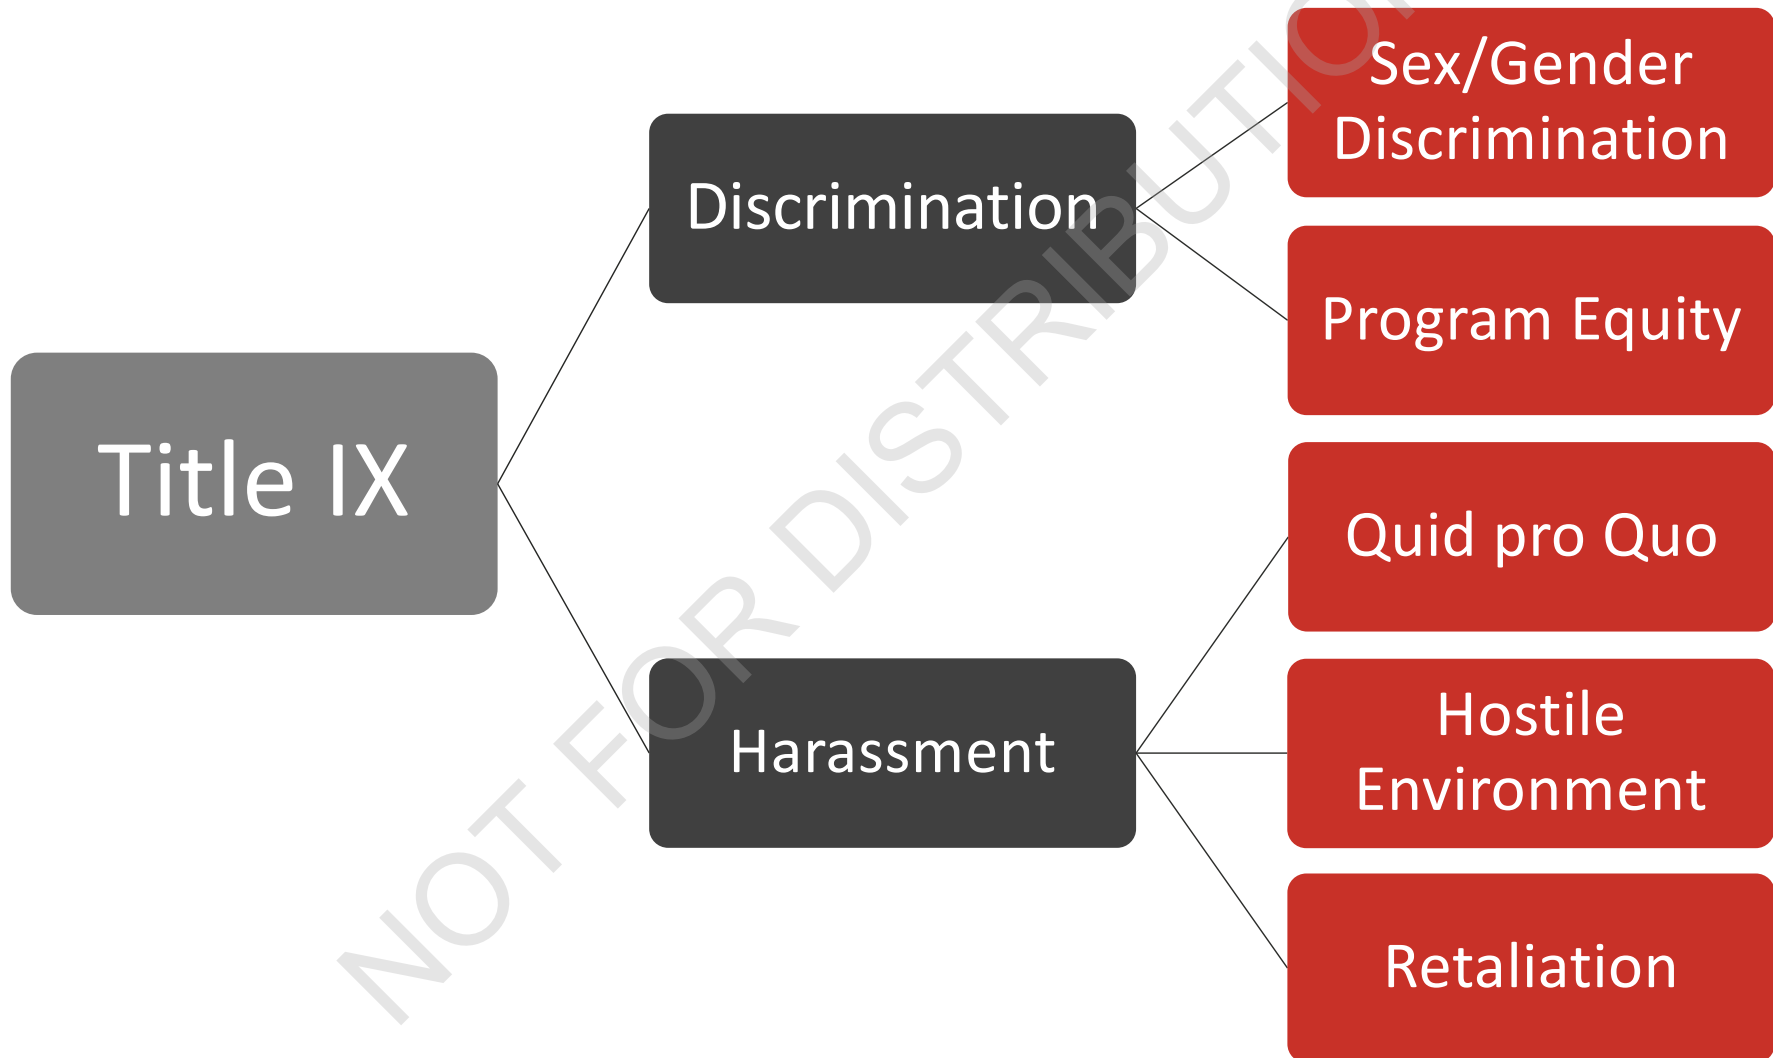 Title IX
Discrimination
Sex/Gender
Discrimination
Program Equity
Harassment
Quid pro Quo
Hostile
Environment
Retaliation
NOT FOR DISTRIBUTION